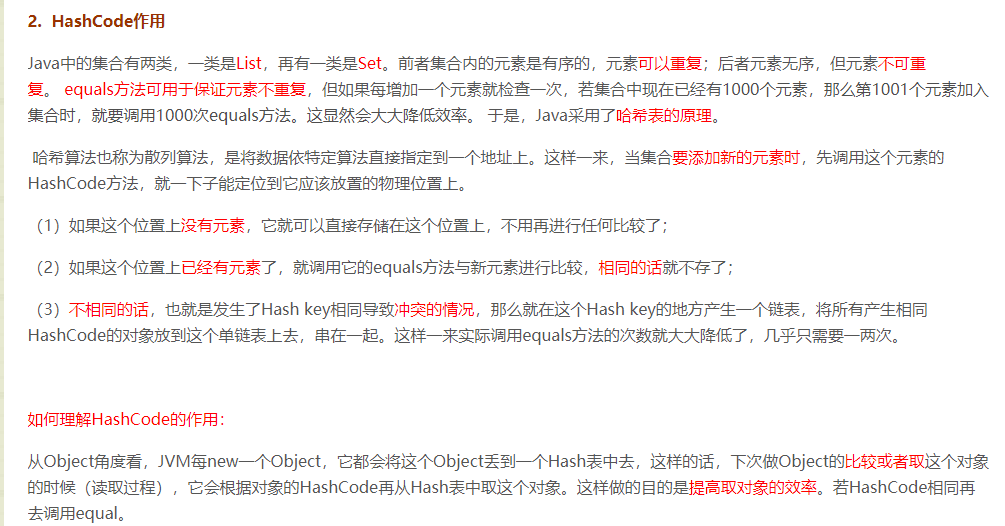 2. HashCode作用
Java中的集合有两类，一类是List，再有一类是Set。前者集合内的元素是有序的，元素可以重复；后者元素无序，但元素不可重
复。 equals方法可用于保证元素不重复，但如果每增加一个元素就检查一次，若集合中现在已经有1000个元素，那么第1001个元素加入
集合时，就要调用1000次equals方法。这显然会大大降低效率。 于是，Java采用了哈希表的原理。
哈希算法也称为散列算法，是将数据依特定算法直接指定到一个地址上。这样一来，当集合要添加新的元素时，先调用这个元素的
HashCode方法，就一下子能定位到它应该放置的物理位置上。
（1）如果这个位置上没有元素，它就可以直接存储在这个位置上，不用再进行任何比较了；
（2）如果这个位置上已经有元素了，就调用它的equals方法与新元素进行比较，相同的话就不存了；
（3）不相同的话，也就是发生了Hash key相同导致冲突的情况，那么就在这个Hash key的地方产生一个链表，将所有产生相同
HashCode的对象放到这个单链表上去，串在一起。这样一来实际调用equals方法的次数就大大降低了，几乎只需要一两次。
如何理解HashCode的作用：
从Object角度看，JVM每new一个Object，它都会将这个Object丢到一个Hash表中去，这样的话，下次做Object的比较或者取这个对象
的时候（读取过程），它会根据对象的HashCode再从Hash表中取这个对象。这样做的目的是提高取对象的效率。若HashCode相同再
去调用equal。